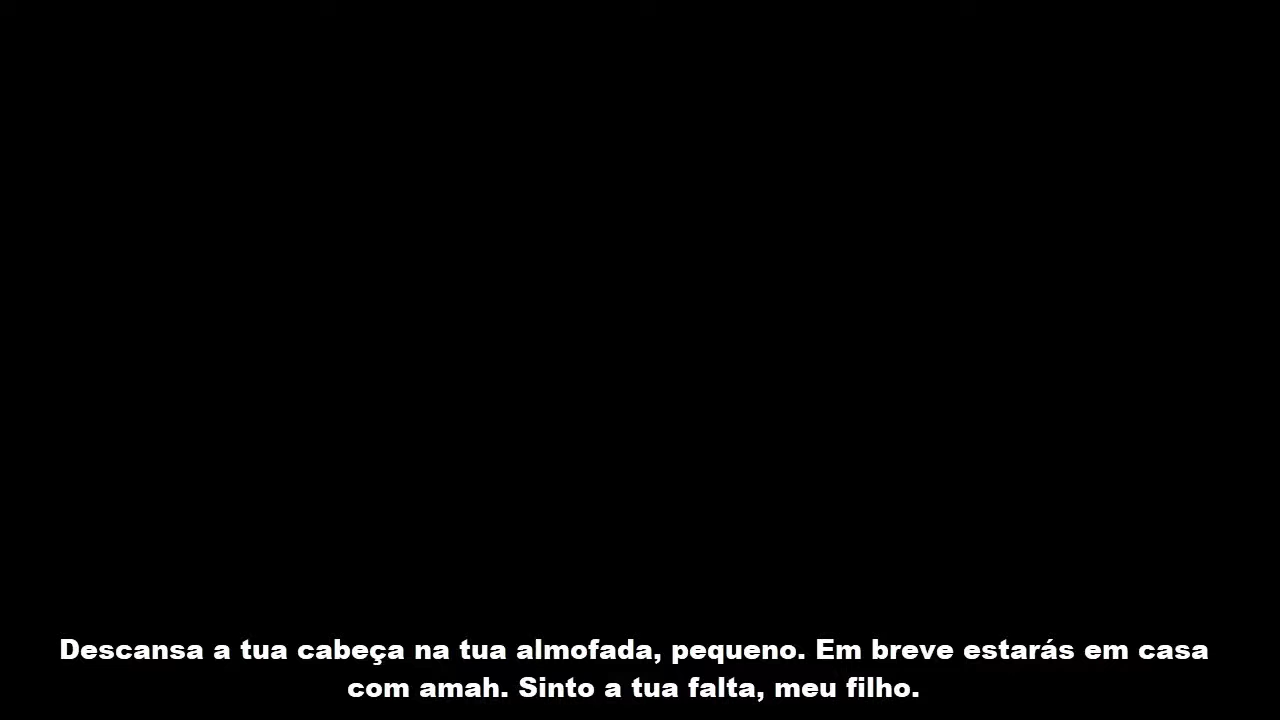 Descansa a tua cabeça na tua almofada, pequeno. Em breve estarás em casa
com amah. Sinto a tua falta, meu filho.